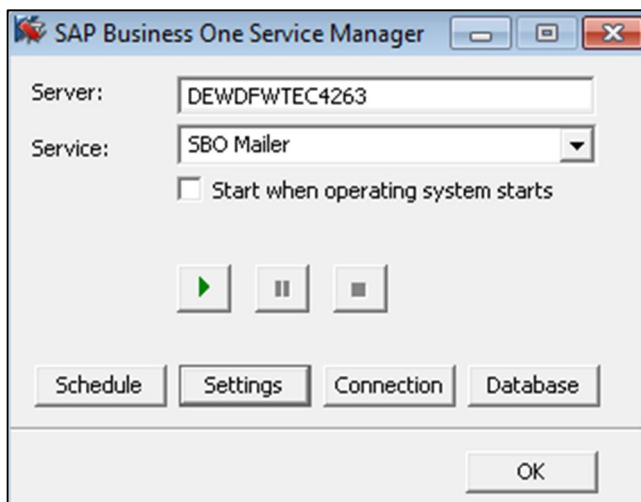 SAP Business One Service Manager
Server: DEWDFWTEC4263
Service: SBO Mailer
Start when operating system starts
Schedule Settings Connection Database
OK